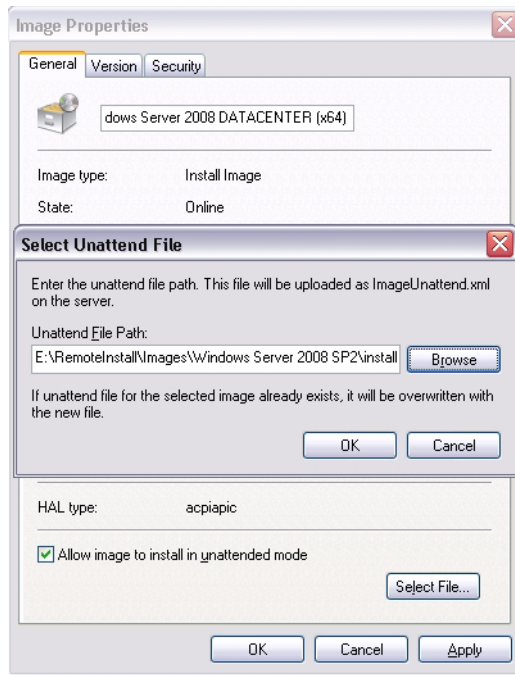 Image Properties
General Version Security
dows Server 2008 DATACENTER (x64)
Image type: Install Image
State: Online
Select Unattend File
Enter the unattend file path. This file will be uploaded as ImageUnattend.xml
on the server.
Unattend File Path:
E:\RemoteInstall\Images\Windows Server 2008 SP2\install Browse
If unattend file for the selected image already exists, it will be overwritten with
the new file.
OK Cancel
HAL type: acpiapic
Allow image to install in unattended mode
Select File...
OK Cancel Apply